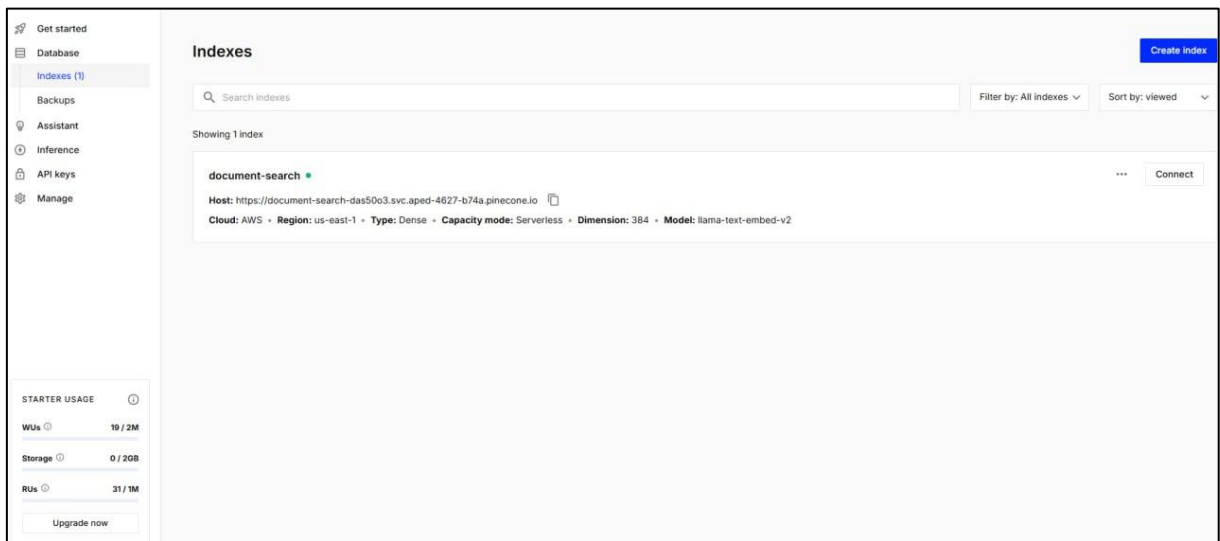 Get started
Database
Indexes (1)
Backups
Assistant
Inference
API keys
Manage
STARTER USAGE
WUs 19 / 2M
Storage 0 / 2GB
RUs 31 / 1M
Upgrade now
Indexes
Create index
Search indexes
Filter by: All indexes
Sort by: viewed
Showing 1 index
document-search
Connect
Host: https://document-search-das50o3.svc.aped-4627-b74a.pinecone.io
Cloud: AWS • Region: us-east-1 • Type: Dense • Capacity mode: Serverless • Dimension: 384 • Model: llama-text-embed-v2